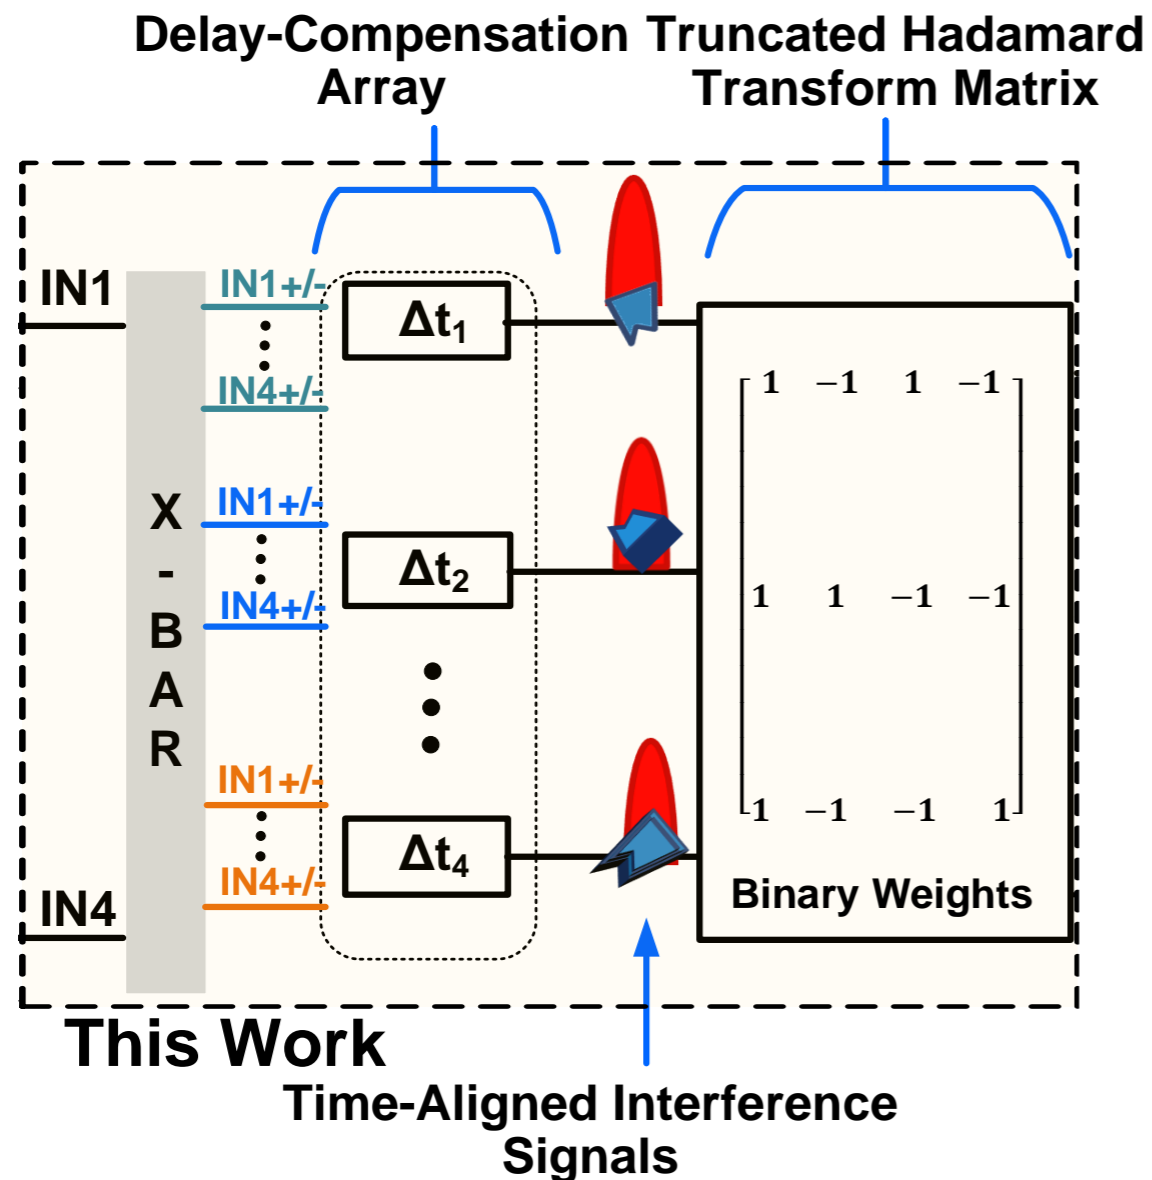 Delay-Compensation
Array
Truncated Hadamard
Transform Matrix
IN1
IN4
X
-
B
A
R
IN1+/-
IN4+/-
IN1+/-
IN4+/-
IN1+/-
IN4+/-
Δt1
Δt2
Δt4
1 −1 1 −1
1 1 −1 −1
1 −1 −1 1
Binary Weights
This Work
Time-Aligned Interference
Signals